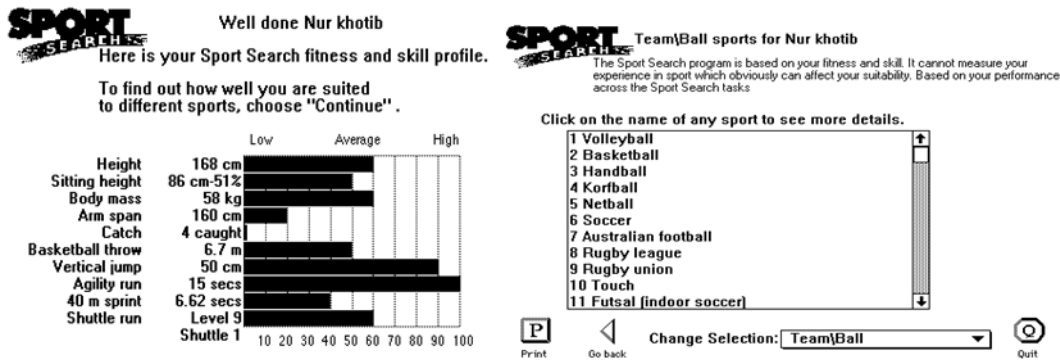 SPORT
SEARCH
Well done Nur khotib
Here is your Sport Search fitness and skill profile.
To find out how well you are suited
to different sports, choose "Continue" .
Low Average High
Height 168 cm
Sitting height 86 cm-51%
Body mass 58 kg
Arm span 160 cm
Catch 4 caught
Basketball throw 6.7 m
Vertical jump 50 cm
Agility run 15 secs
40 m sprint 6.62 secs
Shuttle run Level 9
Shuttle 1
10 20 30 40 50 60 70 80 90 100
SPORT
SEARCH
Team\Ball sports for Nur khotib
The Sport Search program is based on your fitness and skill. It cannot measure your
experience in sport which obviously can affect your suitability. Based on your performance
across the Sport Search tasks
Click on the name of any sport to see more details.
1 Volleyball
2 Basketball
3 Handball
4 Korfball
5 Netball
6 Soccer
7 Australian football
8 Rugby league
9 Rugby union
10 Touch
11 Futsal (indoor soccer)
P
Print
Go back
Change Selection: Team\Ball
Q
Quit